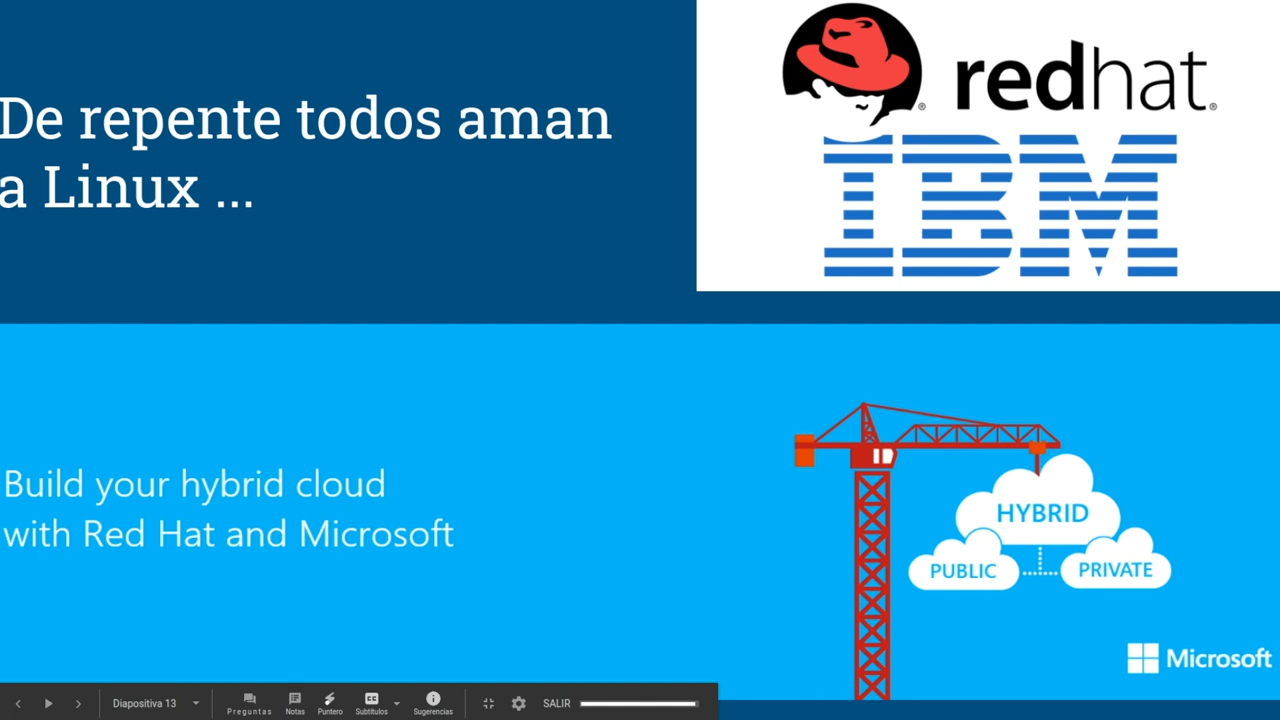 De repente todos aman
a Linux ...
redhat.
IBM
Build your hybrid cloud
with Red Hat and Microsoft
HYBRID
PUBLIC
PRIVATE
Microsoft
Diapositiva 13
Preguntas
Notas
Puntero
CC
Subtítulos
Sugerencias
SALIR